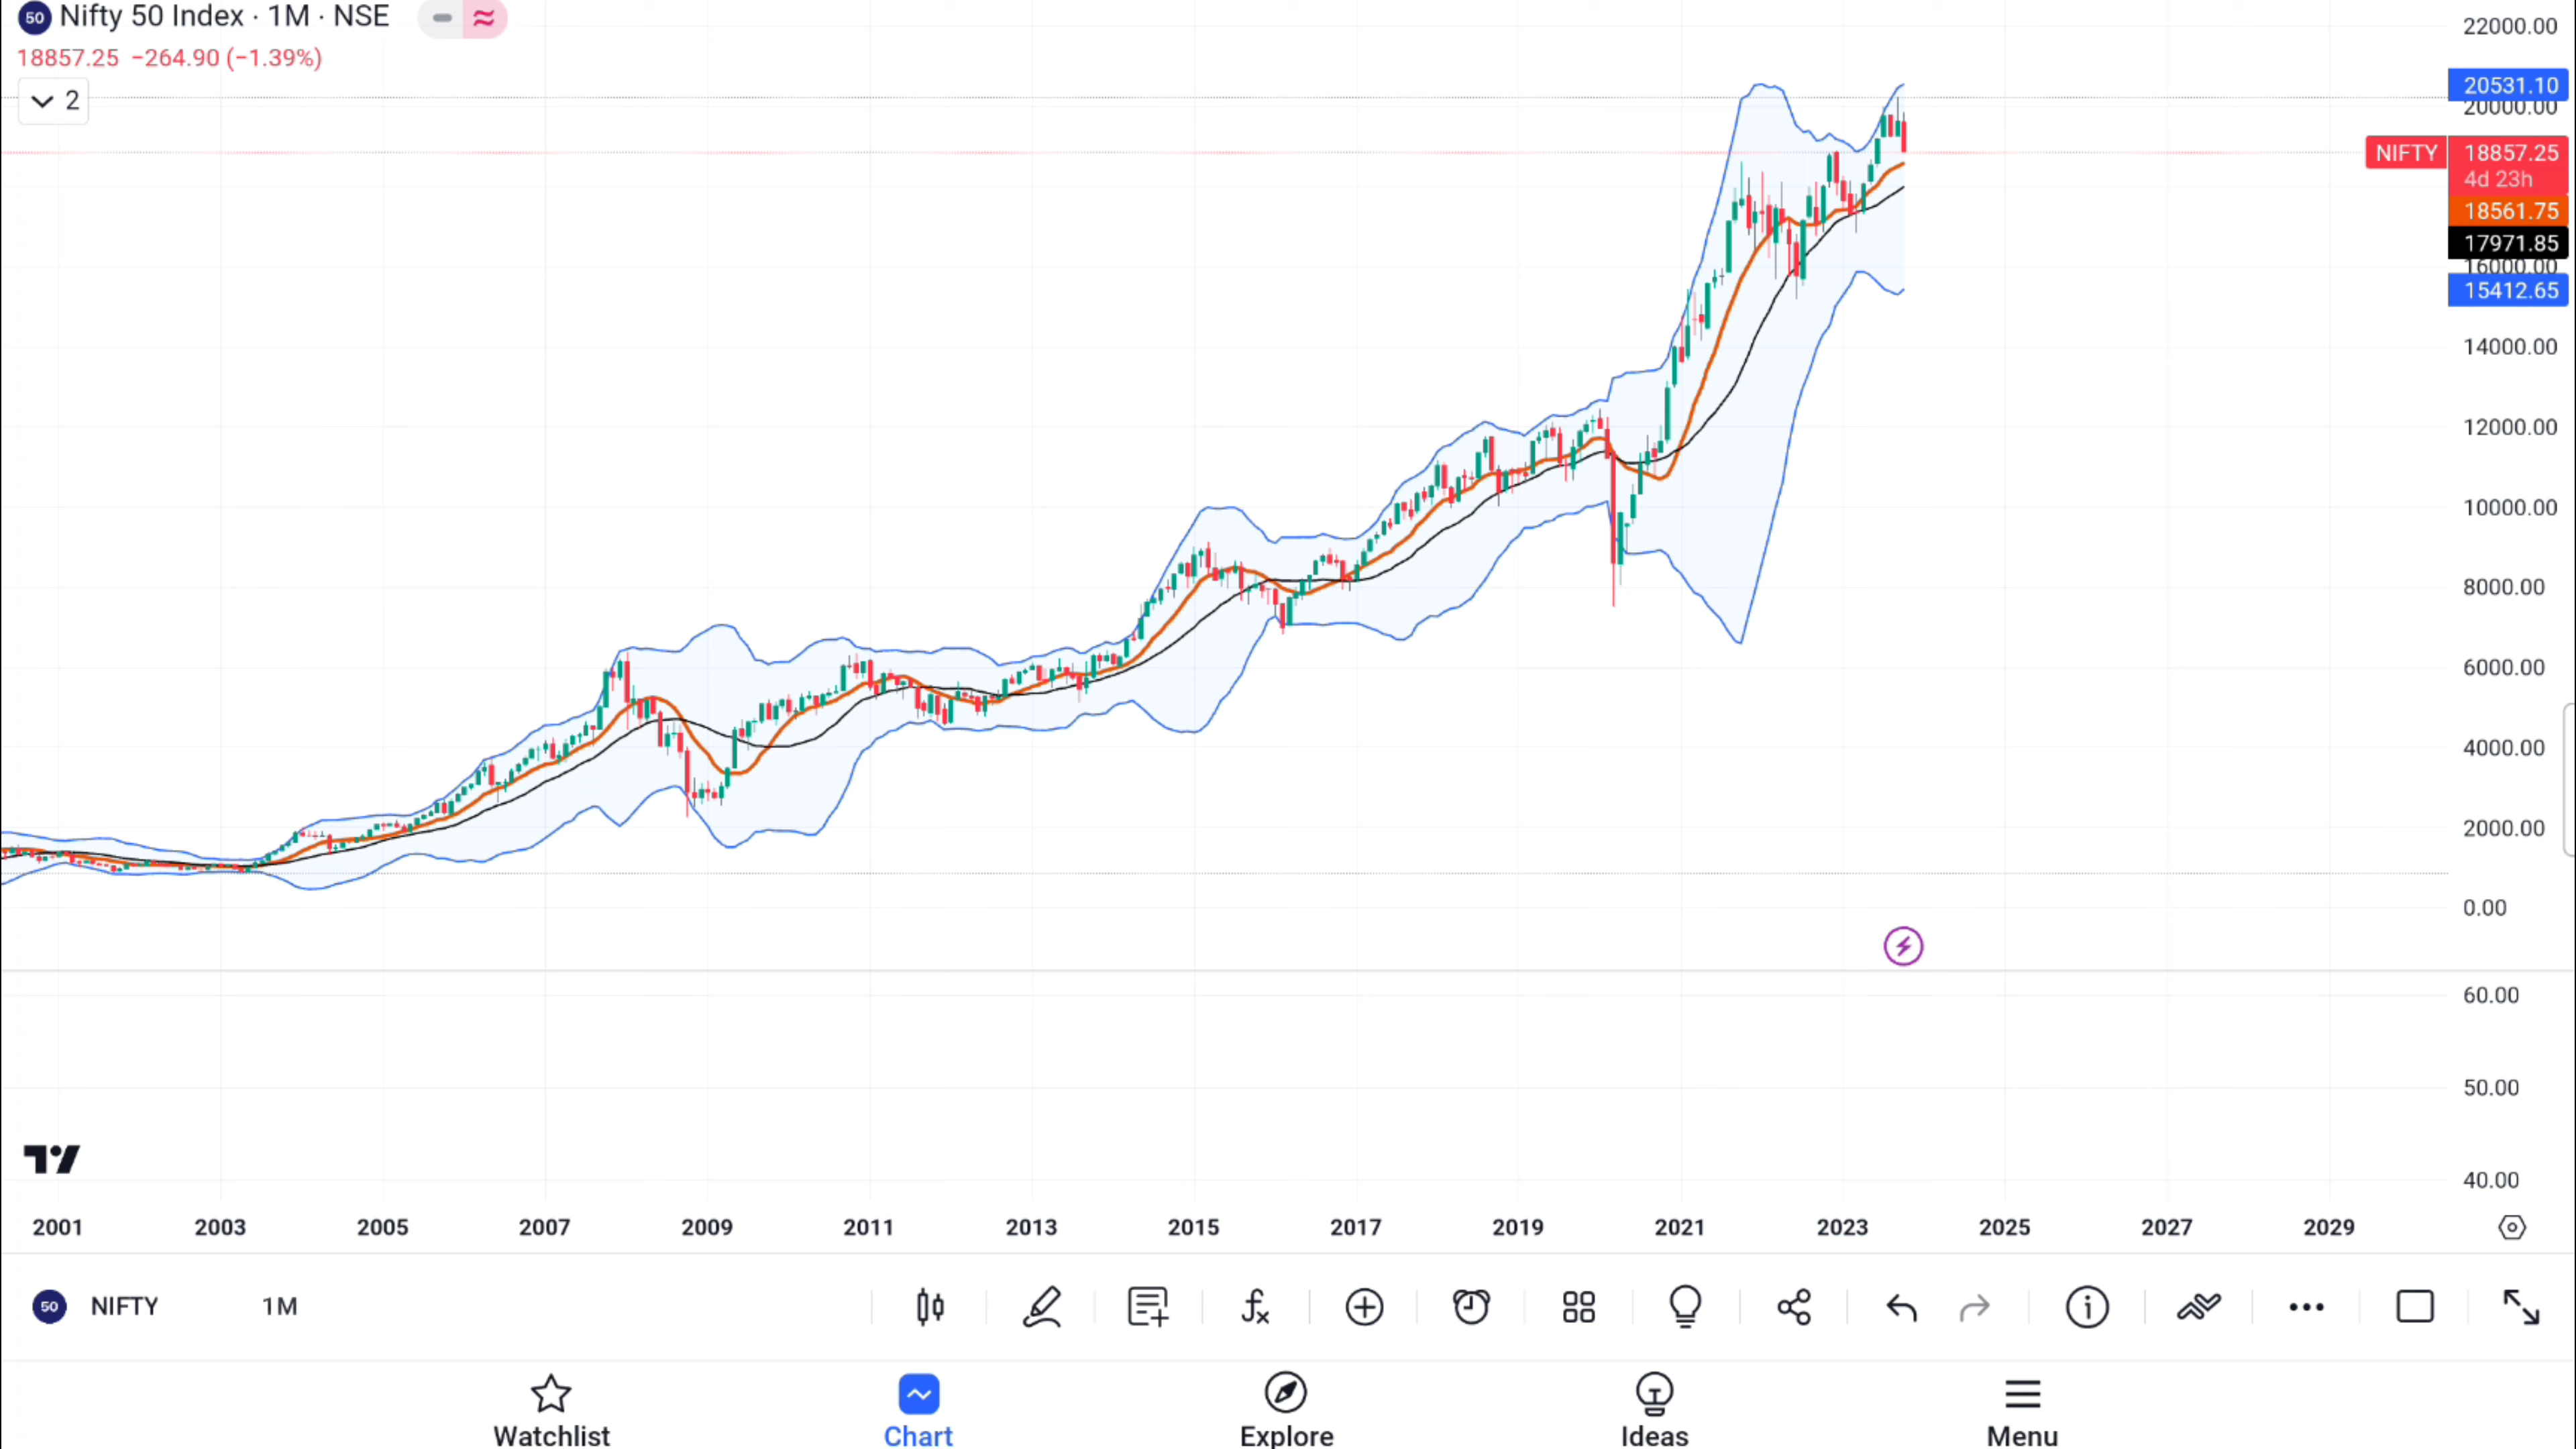 50 Nifty 50 Index · 1M · NSE
18857.25 −264.90 (−1.39%)
2
22000.00
20531.10
20000.00
NIFTY 18857.25
4d 23h
18561.75
17971.85
16000.00
15412.65
14000.00
12000.00
10000.00
8000.00
6000.00
4000.00
2000.00
0.00
60.00
50.00
40.00
2001 2003 2005 2007 2009 2011 2013 2015 2017 2019 2021 2023 2025 2027 2029
50 NIFTY 1M
Watchlist Chart Explore Ideas Menu